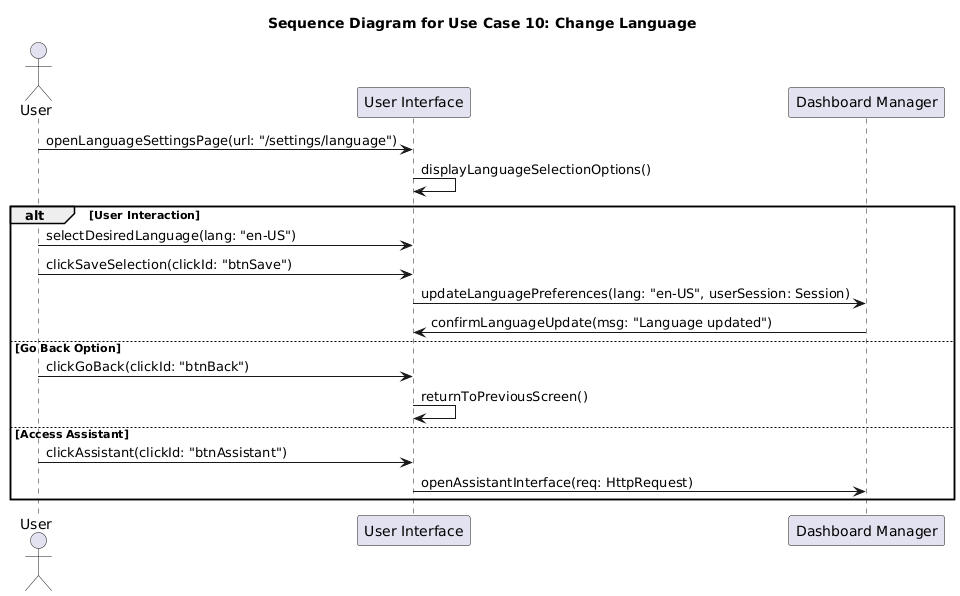 Sequence Diagram for Use Case 10: Change Language
User
User Interface
Dashboard Manager
openLanguageSettingsPage(url: "/settings/language")
displayLanguageSelectionOptions()
alt [User Interaction]
selectDesiredLanguage(lang: "en-US")
clickSaveSelection(clickId: "btnSave")
updateLanguagePreferences(lang: "en-US", userSession: Session)
confirmLanguageUpdate(msg: "Language updated")
[Go Back Option]
clickGoBack(clickId: "btnBack")
returnToPreviousScreen()
[Access Assistant]
clickAssistant(clickId: "btnAssistant")
openAssistantInterface(req: HttpRequest)
User
User Interface
Dashboard Manager